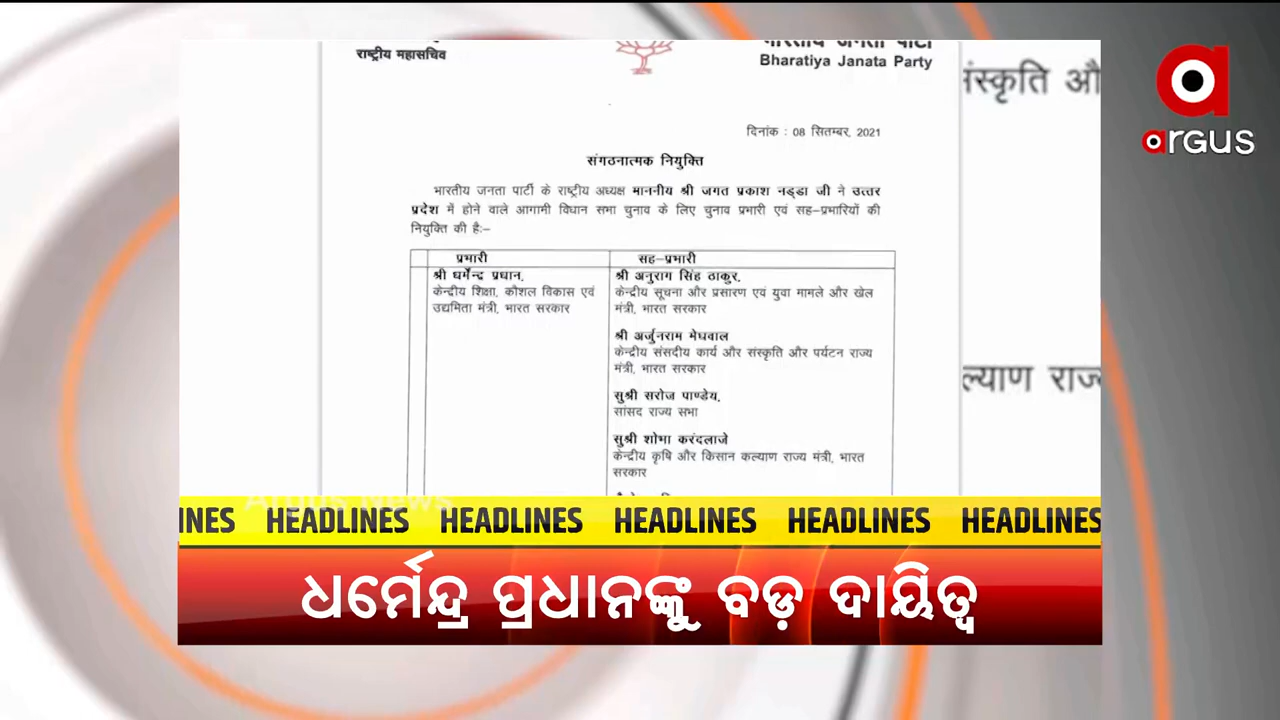 राष्ट्रीय महासचिव
भारतीय जनता पार्टी
Bharatiya Janata Party
दिनांक : 08 सितम्बर, 2021
संगठनात्मक नियुक्ति
भारतीय जनता पार्टी के राष्ट्रीय अध्यक्ष माननीय श्री जगत प्रकाश नड्डा जी ने उत्तर
प्रदेश में होने वाले आगामी विधान सभा चुनाव के लिए चुनाव प्रभारी एवं सह-प्रभारियों की
नियुक्ति की है:-
प्रभारी
श्री धर्मेन्द्र प्रधान,
केन्द्रीय शिक्षा, कौशल विकास एवं
उद्यमिता मंत्री, भारत सरकार
सह-प्रभारी
श्री अनुराग सिंह ठाकुर,
केन्द्रीय सूचना और प्रसारण एवं युवा मामले और खेल
मंत्री, भारत सरकार
श्री अर्जुनराम मेघवाल
केन्द्रीय संसदीय कार्य और संस्कृति और पर्यटन राज्य
मंत्री, भारत सरकार
सुश्री सरोज पाण्डेय,
सांसद राज्य सभा
सुश्री शोभा करंदलाजे
केन्द्रीय कृषि और किसान कल्याण राज्य मंत्री, भारत
सरकार
argus
Argus News
INES HEADLINES HEADLINES HEADLINES HEADLINES HEADLINES
ଧର୍ମେନ୍ଦ୍ର ପ୍ରଧାନଙ୍କୁ ବଡ଼ ଦାୟିତ୍ୱ